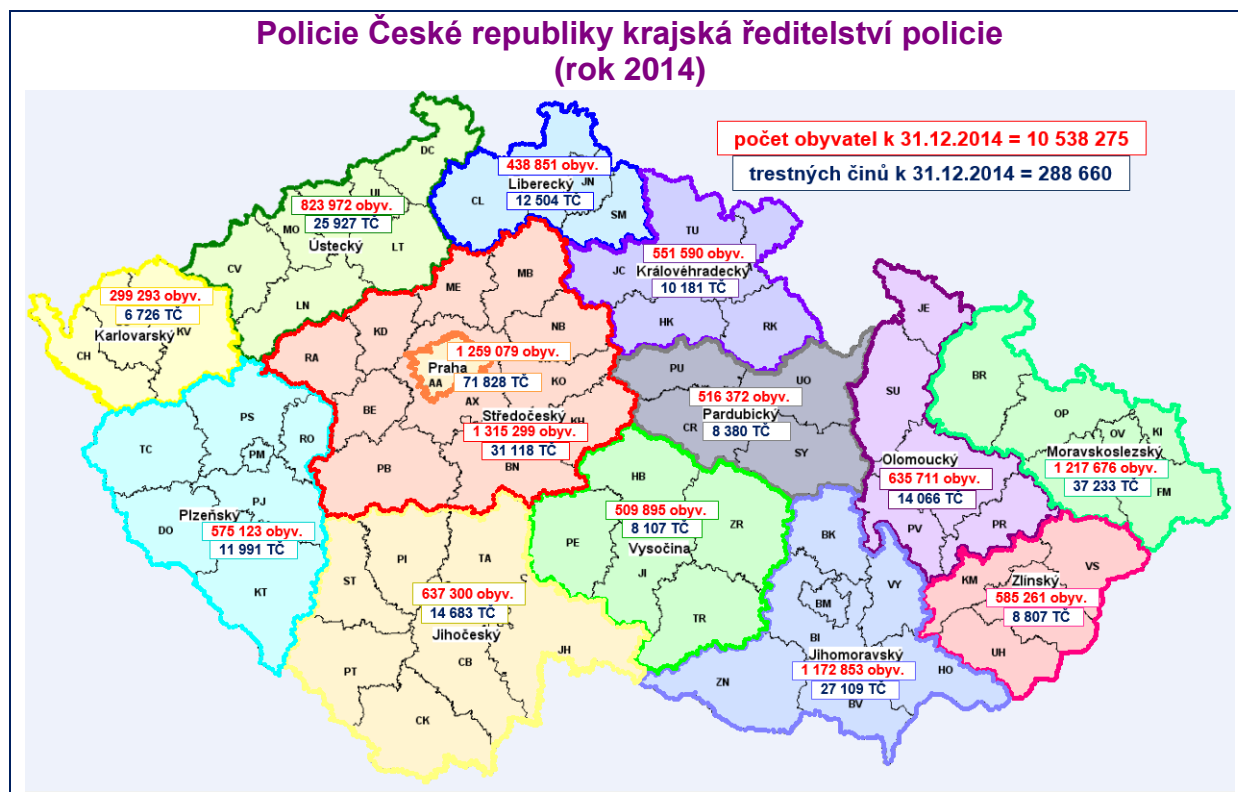 Policie České republiky krajská ředitelství policie
(rok 2014)
počet obyvatel k 31.12.2014 = 10 538 275
trestných činů k 31.12.2014 = 288 660
DC
UL
823 972 obyv.
25 927 TČ
Ústecký
MO
LT
CV
LN
438 851 obyv.
Liberecký
12 504 TČ
CL
JN
SM
TU
551 590 obyv.
Královéhradecký
10 181 TČ
JC
HK
RK
299 293 obyv.
6 726 TČ
Karlovarský
KV
CH
ME
MB
KD
NB
RA
1 259 079 obyv.
Praha
71 828 TČ
AA
KO
BE
AX
Středočeský
KH
1 315 299 obyv.
31 118 TČ
PB
BN
PU
UO
516 372 obyv.
Pardubický
8 380 TČ
CR
SY
JE
SU
Olomoucký
635 711 obyv.
14 066 TČ
PV
PR
BR
OP
OV
KI
Moravskoslezský
1 217 676 obyv.
37 233 TČ
FM
PS
TC
RO
PM
PJ
Plzeňský
575 123 obyv.
11 991 TČ
DO
KT
HB
509 895 obyv.
8 107 TČ
Vysočina
ZR
PE
JI
TR
PI
TA
ST
637 300 obyv.
14 683 TČ
Jihočeský
CB
JH
PT
CK
BK
VY
BM
BI
Jihomoravský
1 172 853 obyv.
27 109 TČ
ZN
BV
HO
KM
VS
Zlínský
585 261 obyv.
8 807 TČ
UH